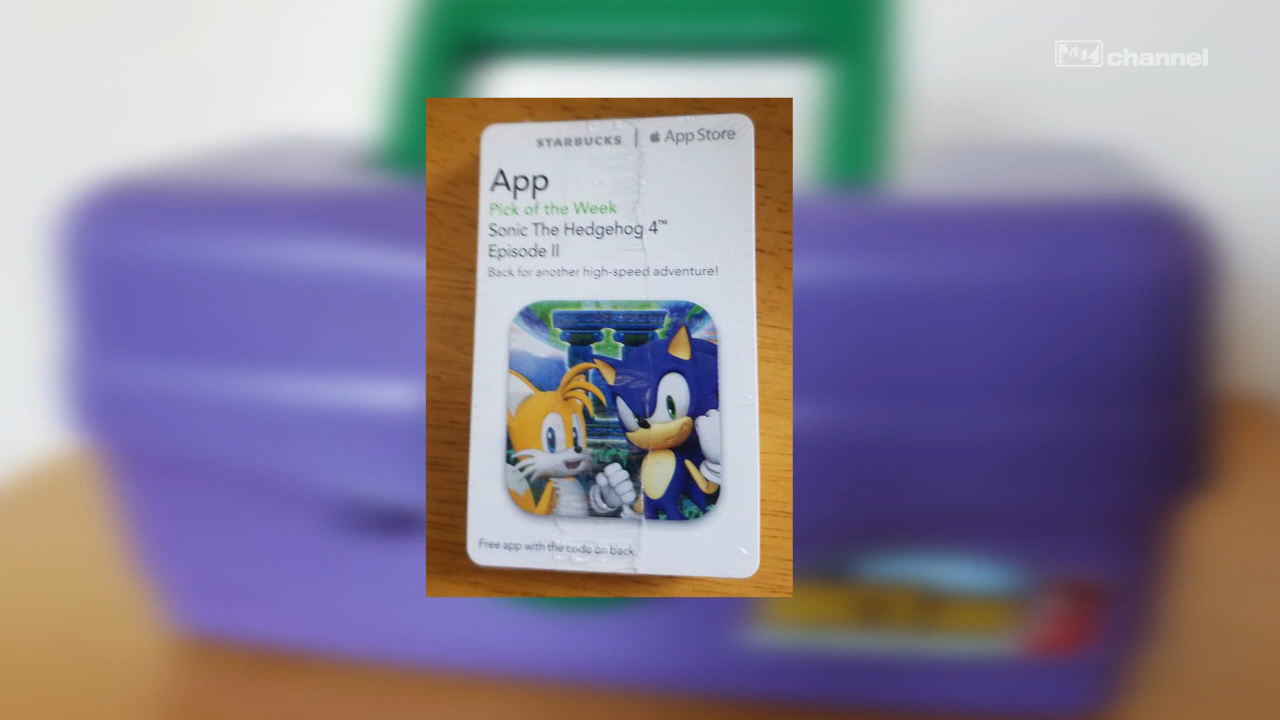 channel
STARBUCKS | App Store
App
Pick of the Week
Sonic The Hedgehog 4™
Episode II
Back for another high-speed adventure!
Free app with the code on back